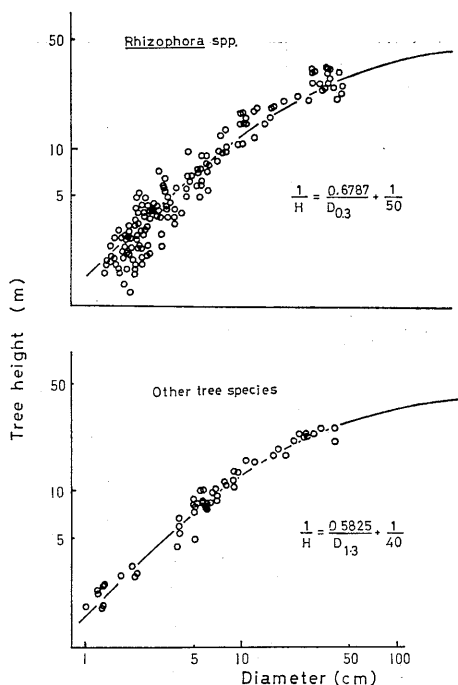 50
Rhizophora spp.
10
5
1/H = 0.6787/D0.3 + 1/50
Tree height (m)
50
Other tree species
10
5
1/H = 0.5825/D1.3 + 1/40
1 5 10 50 100
Diameter (cm)